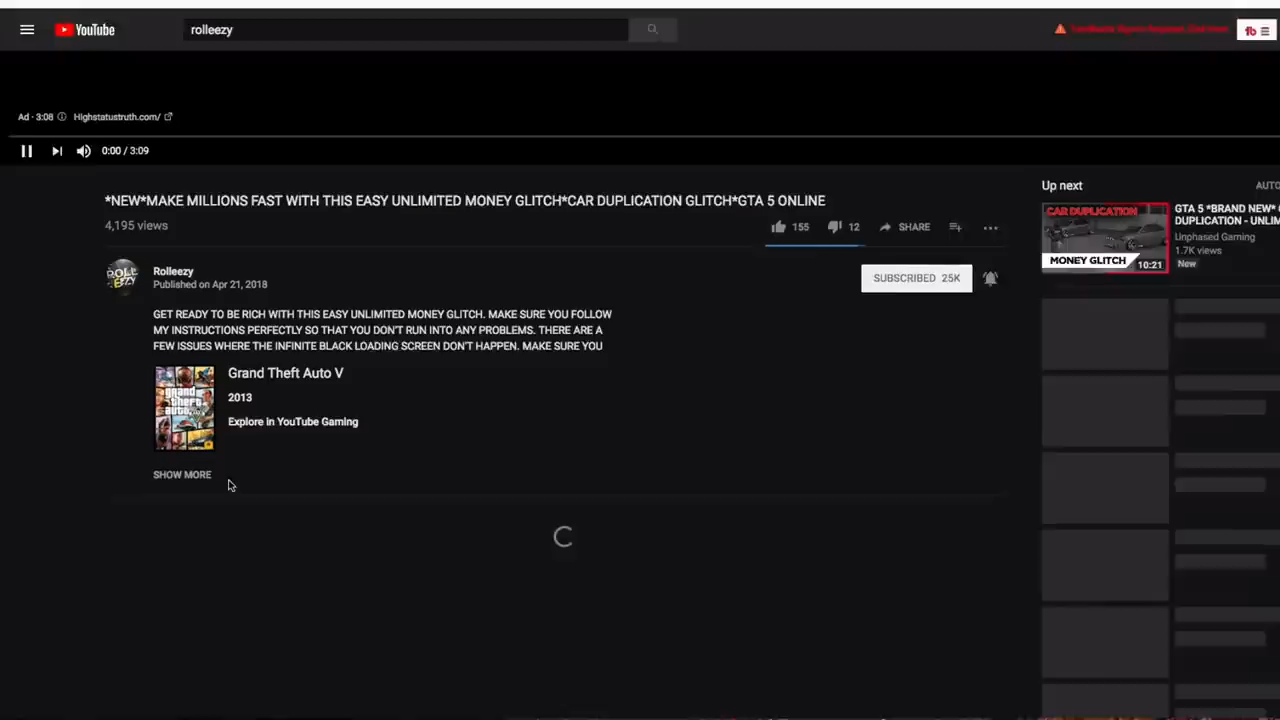 YouTube
rolleezy
Ad · 3:08
Highstatustruth.com/
0:00 / 3:09
*NEW*MAKE MILLIONS FAST WITH THIS EASY UNLIMITED MONEY GLITCH*CAR DUPLICATION GLITCH*GTA 5 ONLINE
4,195 views
155
12
SHARE
Rolleezy
Published on Apr 21, 2018
SUBSCRIBED 25K
GET READY TO BE RICH WITH THIS EASY UNLIMITED MONEY GLITCH. MAKE SURE YOU FOLLOW
MY INSTRUCTIONS PERFECTLY SO THAT YOU DON'T RUN INTO ANY PROBLEMS. THERE ARE A
FEW ISSUES WHERE THE INFINITE BLACK LOADING SCREEN DON'T HAPPEN. MAKE SURE YOU
grand
theft
auto
Grand Theft Auto V
2013
Explore in YouTube Gaming
SHOW MORE
Up next
AUTO
CAR DUPLICATION
MONEY GLITCH
10:21
GTA 5 *BRAND NEW*
DUPLICATION - UNLIM
Unphased Gaming
1.7K views
New
tb